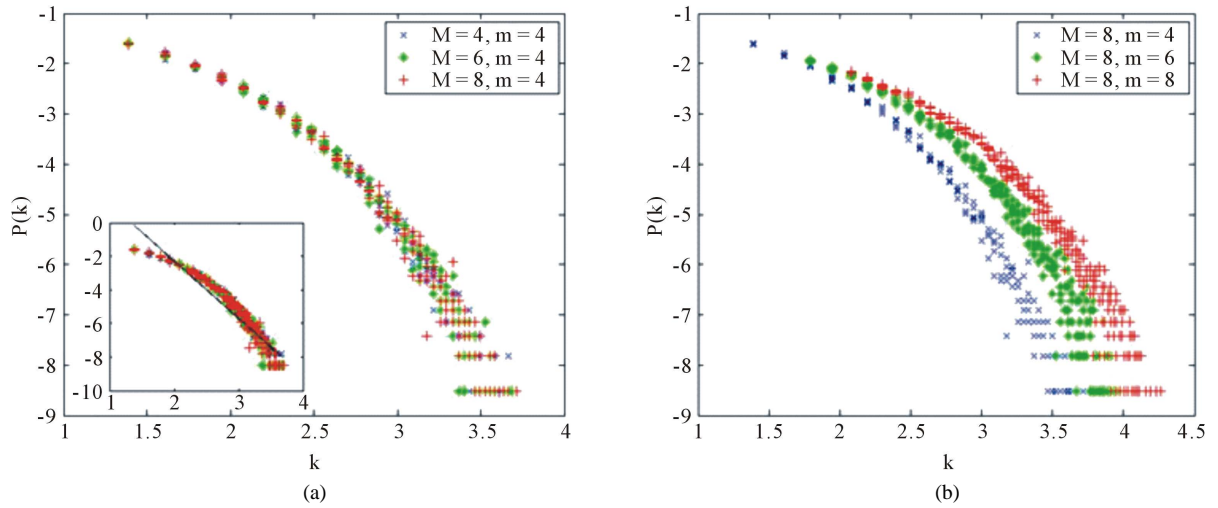 -1
-2
-3
-4
-5
-6
-7
-8
-9
P(k)
M = 4, m = 4
M = 6, m = 4
M = 8, m = 4
0
-2
-4
-6
-8
-10
1 2 3 4
1 1.5 2 2.5 3 3.5 4
k
(a)
-1
-2
-3
-4
-5
-6
-7
-8
-9
P(k)
M = 8, m = 4
M = 8, m = 6
M = 8, m = 8
1 1.5 2 2.5 3 3.5 4 4.5
k
(b)